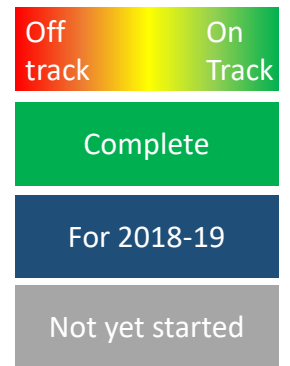 Off On
track Track
Complete
For 2018-19
Not yet started